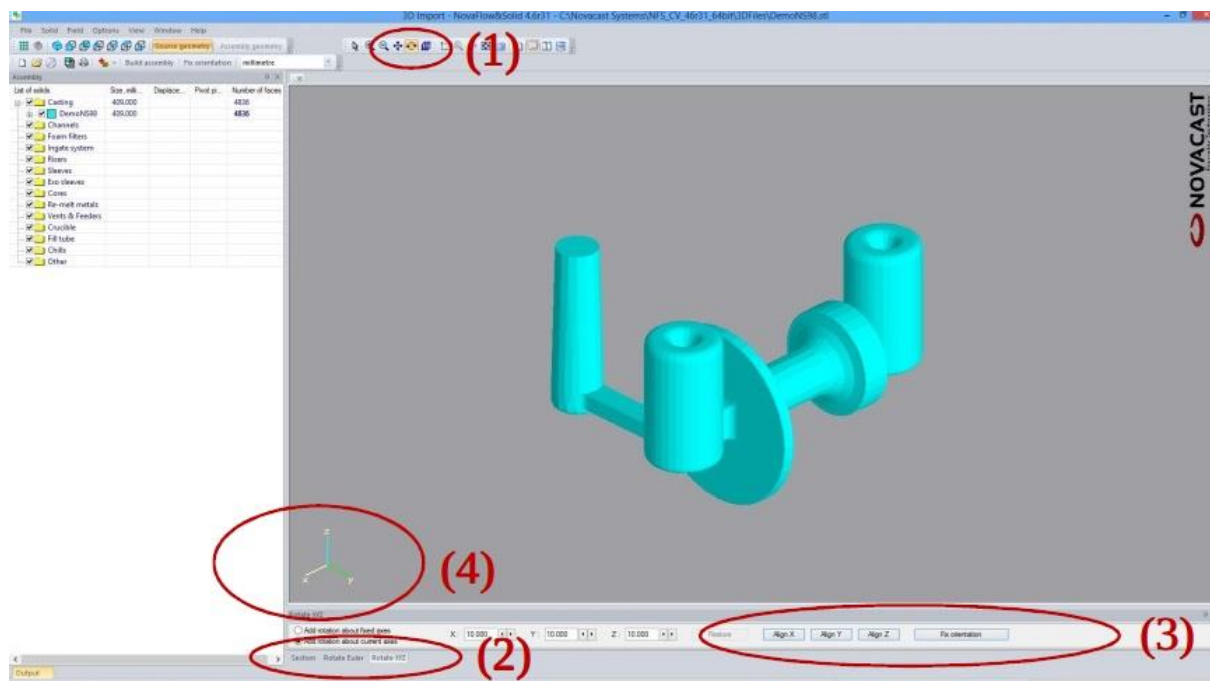 3D Import - NovaFlow&Solid 4.6r31 - C:\Novacast Systems\NFS_CV_46r31_64bit\3DFiles\DemoNS98.stl
File Solid Field Options View Window Help
Source geometry Assembly geometry
(1)
Build assembly Fix orientation millimetre
Assembly
List of solids Size, milli... Displace... Pivot p... Number of faces
Casting 409.000 4836
DemoNS98 409.000 4836
Channels
Foam filters
Ingate system
Risers
Sleeves
Exo sleeves
Cores
Re-melt metals
Vents & Feeders
Crucible
Fill tube
Chills
Other
NOVACAST
Z
X Y
(4)
Rotate XYZ
Add rotation about fixed axes
Add rotation about current axes
X: 10.000 Y: 10.000 Z: 10.000 Restore Align X Align Y Align Z Fix orientation
(3)
Section Rotate Euler Rotate XYZ
(2)
Output